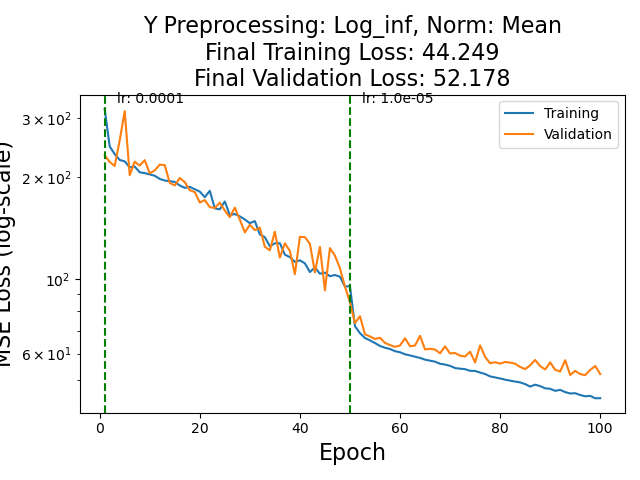 Y Preprocessing: Log_inf, Norm: Mean
Final Training Loss: 44.249
Final Validation Loss: 52.178
lr: 0.0001
lr: 1.0e-05
Training
Validation
3 × 10²
2 × 10²
10²
6 × 10¹
MSE Loss (log-scale)
0
20
40
60
80
100
Epoch